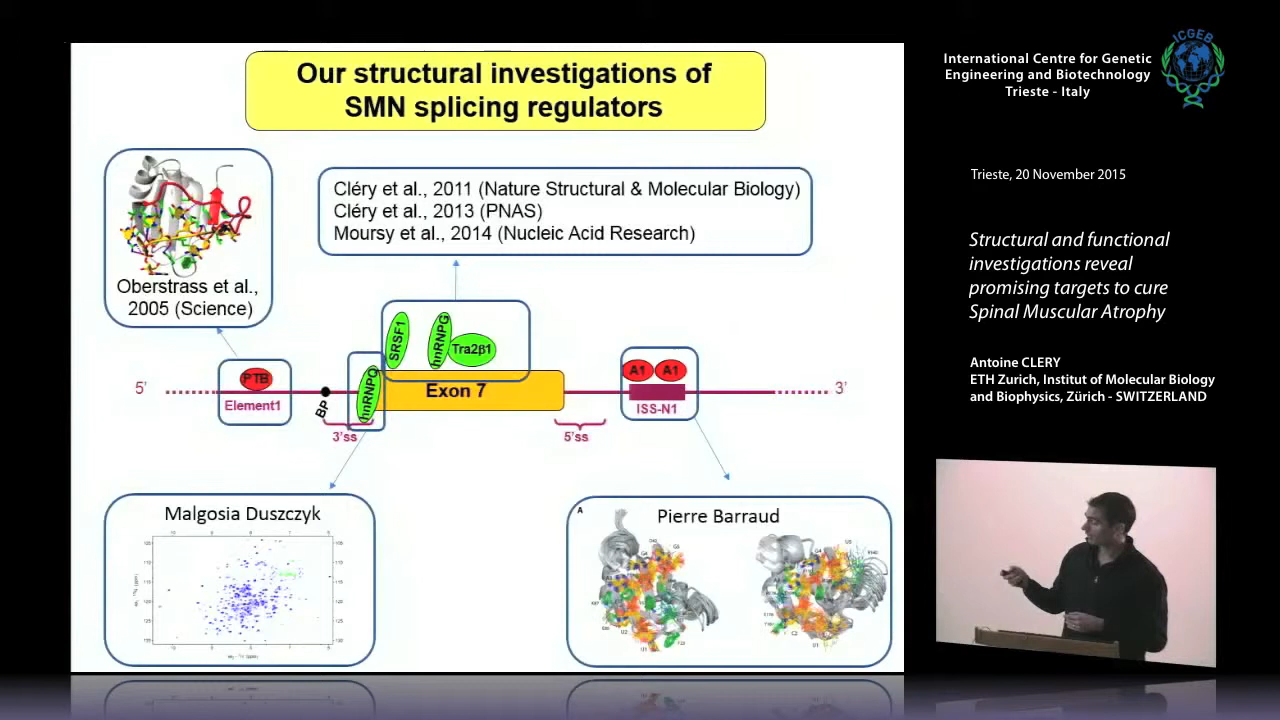 Our structural investigations of
SMN splicing regulators
Oberstrass et al.,
2005 (Science)
Cléry et al., 2011 (Nature Structural & Molecular Biology)
Cléry et al., 2013 (PNAS)
Moursy et al., 2014 (Nucleic Acid Research)
SRSF1
hnRNPG
Tra2β1
5'
PTB
Element1
BP
hnRNPQ
3'ss
Exon 7
5'ss
A1
A1
ISS-N1
3'
Malgosia Duszczyk
A
Pierre Barraud
ICGEB
International Centre for Genetic
Engineering and Biotechnology
Trieste - Italy
Trieste, 20 November 2015
Structural and functional
investigations reveal
promising targets to cure
Spinal Muscular Atrophy
Antoine CLERY
ETH Zurich, Institut of Molecular Biology
and Biophysics, Zürich - SWITZERLAND